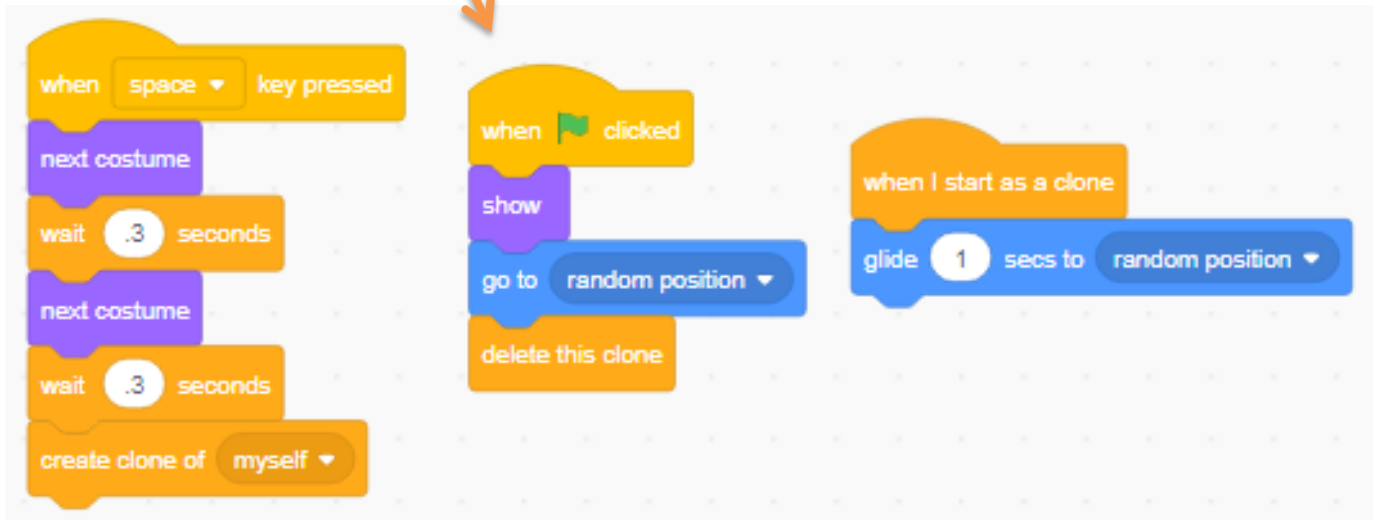 when space key pressed
next costume
wait .3 seconds
next costume
wait .3 seconds
create clone of myself
when clicked
show
go to random position
delete this clone
when I start as a clone
glide 1 secs to random position